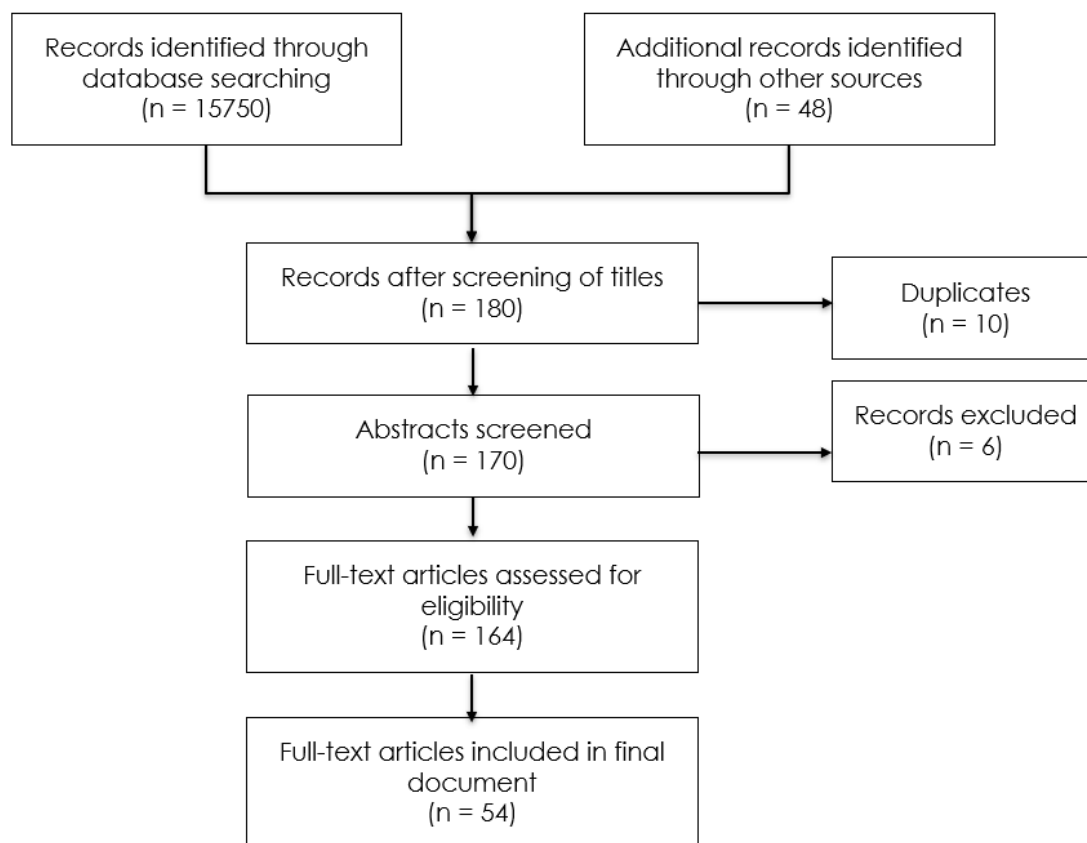 Records identified through
database searching
(n = 15750)
Additional records identified
through other sources
(n = 48)
Records after screening of titles
(n = 180)
Duplicates
(n = 10)
Abstracts screened
(n = 170)
Records excluded
(n = 6)
Full-text articles assessed for
eligibility
(n = 164)
Full-text articles included in final
document
(n = 54)